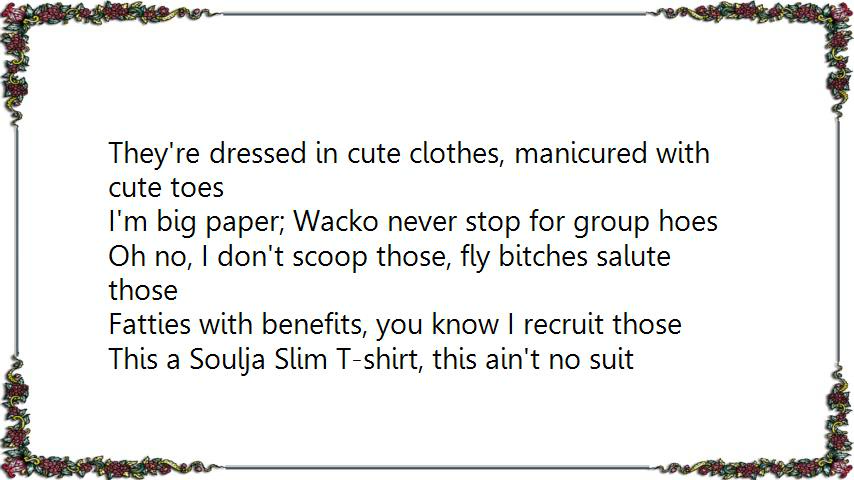 They're dressed in cute clothes, manicured with
cute toes
I'm big paper; Wacko never stop for group hoes
Oh no, I don't scoop those, fly bitches salute
those
Fatties with benefits, you know I recruit those
This a Soulja Slim T-shirt, this ain't no suit